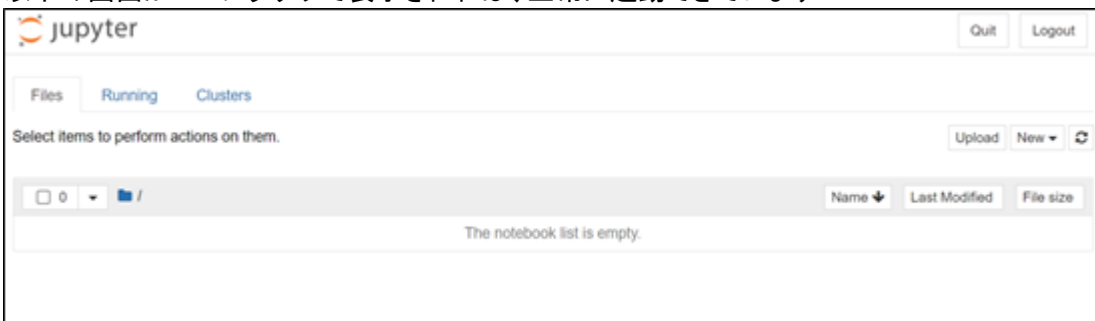 jupyter
Quit Logout
Files Running Clusters
Select items to perform actions on them.
Upload New
0 / Name Last Modified File size
The notebook list is empty.